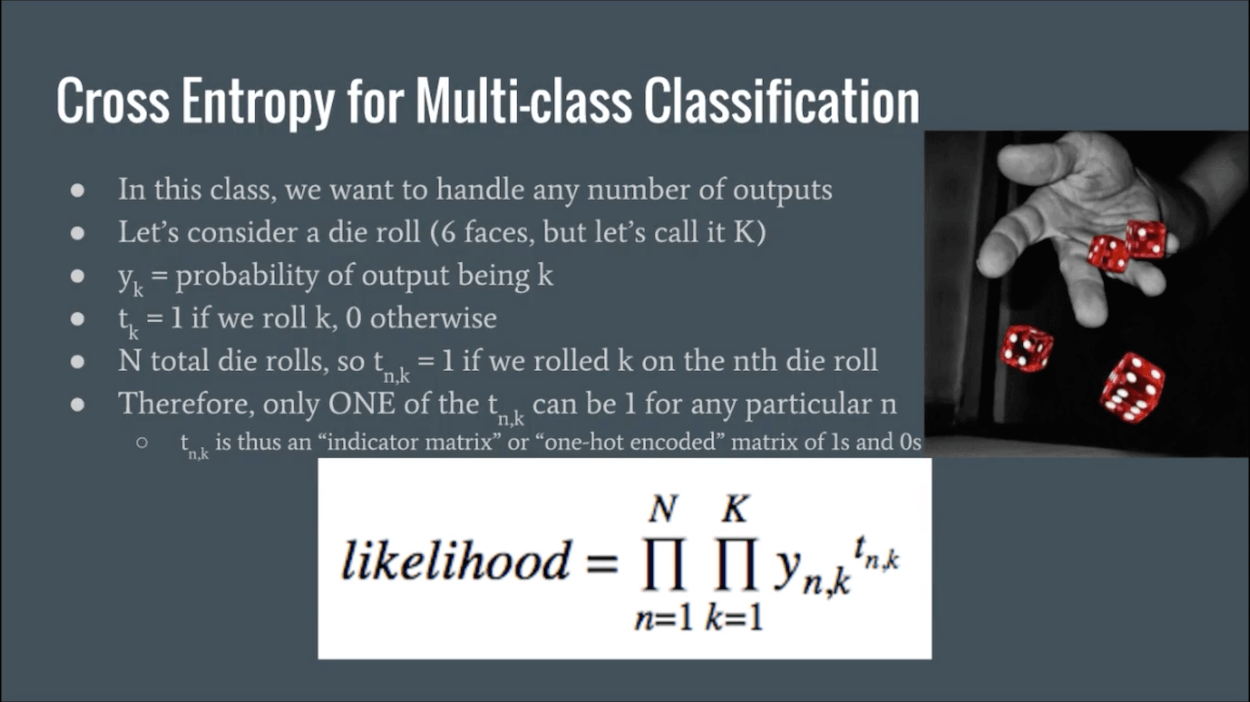 Cross Entropy for Multi-class Classification
● In this class, we want to handle any number of outputs
● Let’s consider a die roll (6 faces, but let’s call it K)
● yₖ = probability of output being k
● tₖ = 1 if we roll k, 0 otherwise
● N total die rolls, so t_{n,k} = 1 if we rolled k on the nth die roll
● Therefore, only ONE of the t_{n,k} can be 1 for any particular n
○ t_{n,k} is thus an “indicator matrix” or “one-hot encoded” matrix of 1s and 0s
likelihood = ∏_{n=1}^{N} ∏_{k=1}^{K} y_{n,k}^{t_{n,k}}